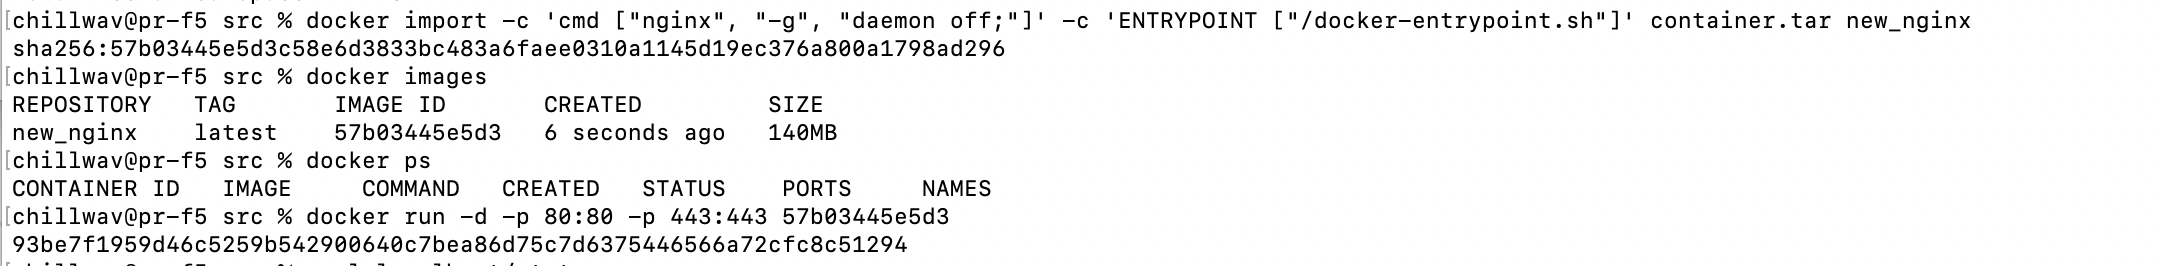 [chillwav@pr-f5 src % docker import -c 'cmd ["nginx", "-g", "daemon off;"]' -c 'ENTRYPOINT ["/docker-entrypoint.sh"]' container.tar new_nginx
sha256:57b03445e5d3c58e6d3833bc483a6faee0310a1145d19ec376a800a1798ad296
[chillwav@pr-f5 src % docker images
REPOSITORY   TAG       IMAGE ID       CREATED         SIZE
new_nginx    latest    57b03445e5d3   6 seconds ago   140MB
[chillwav@pr-f5 src % docker ps
CONTAINER ID   IMAGE     COMMAND   CREATED   STATUS    PORTS     NAMES
[chillwav@pr-f5 src % docker run -d -p 80:80 -p 443:443 57b03445e5d3
93be7f1959d46c5259b542900640c7bea86d75c7d6375446566a72cfc8c51294